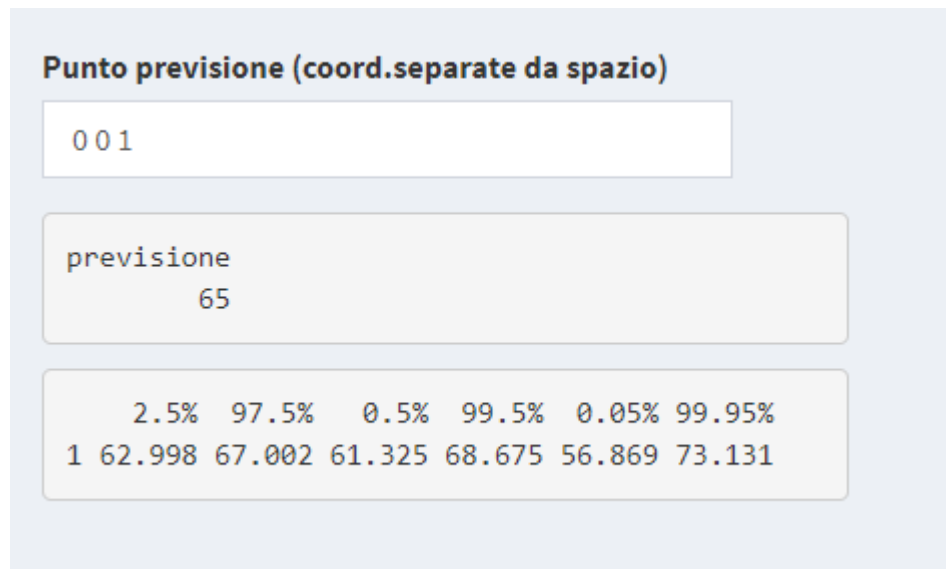 Punto previsione (coord.separate da spazio)
0 0 1
previsione
65
2.5% 97.5% 0.5% 99.5% 0.05% 99.95%
1 62.998 67.002 61.325 68.675 56.869 73.131